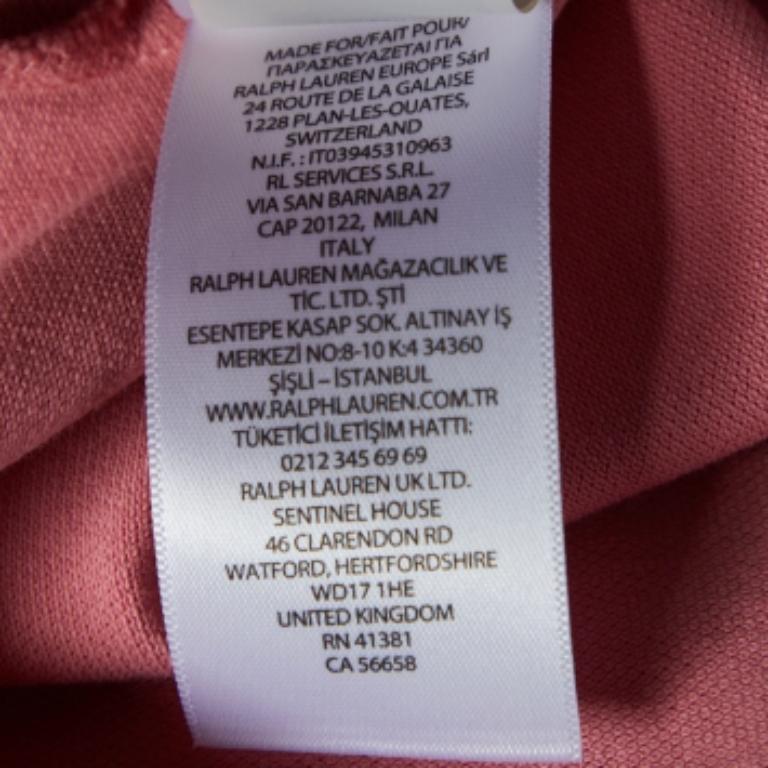 MADE FOR/FAIT POUR/
ΠΑΡΑΣΚΕΥΑΖΕΤΑΙ ΓΙΑ
RALPH LAUREN EUROPE Sárl
24 ROUTE DE LA GALAISE
1228 PLAN-LES-OUATES,
SWITZERLAND
N.I.F. : IT03945310963
RL SERVICES S.R.L.
VIA SAN BARNABA 27
CAP 20122, MILAN
ITALY
RALPH LAUREN MAĞAZACILIK VE
TİC. LTD. ŞTİ
ESENTEPE KASAP SOK. ALTINAY İŞ
MERKEZİ NO:8-10 K:4 34360
ŞİŞLİ – İSTANBUL
WWW.RALPHLAUREN.COM.TR
TÜKETİCİ İLETİŞİM HATTI:
0212 345 69 69
RALPH LAUREN UK LTD.
SENTINEL HOUSE
46 CLARENDON RD
WATFORD, HERTFORDSHIRE
WD17 1HE
UNITED KINGDOM
RN 41381
CA 56658